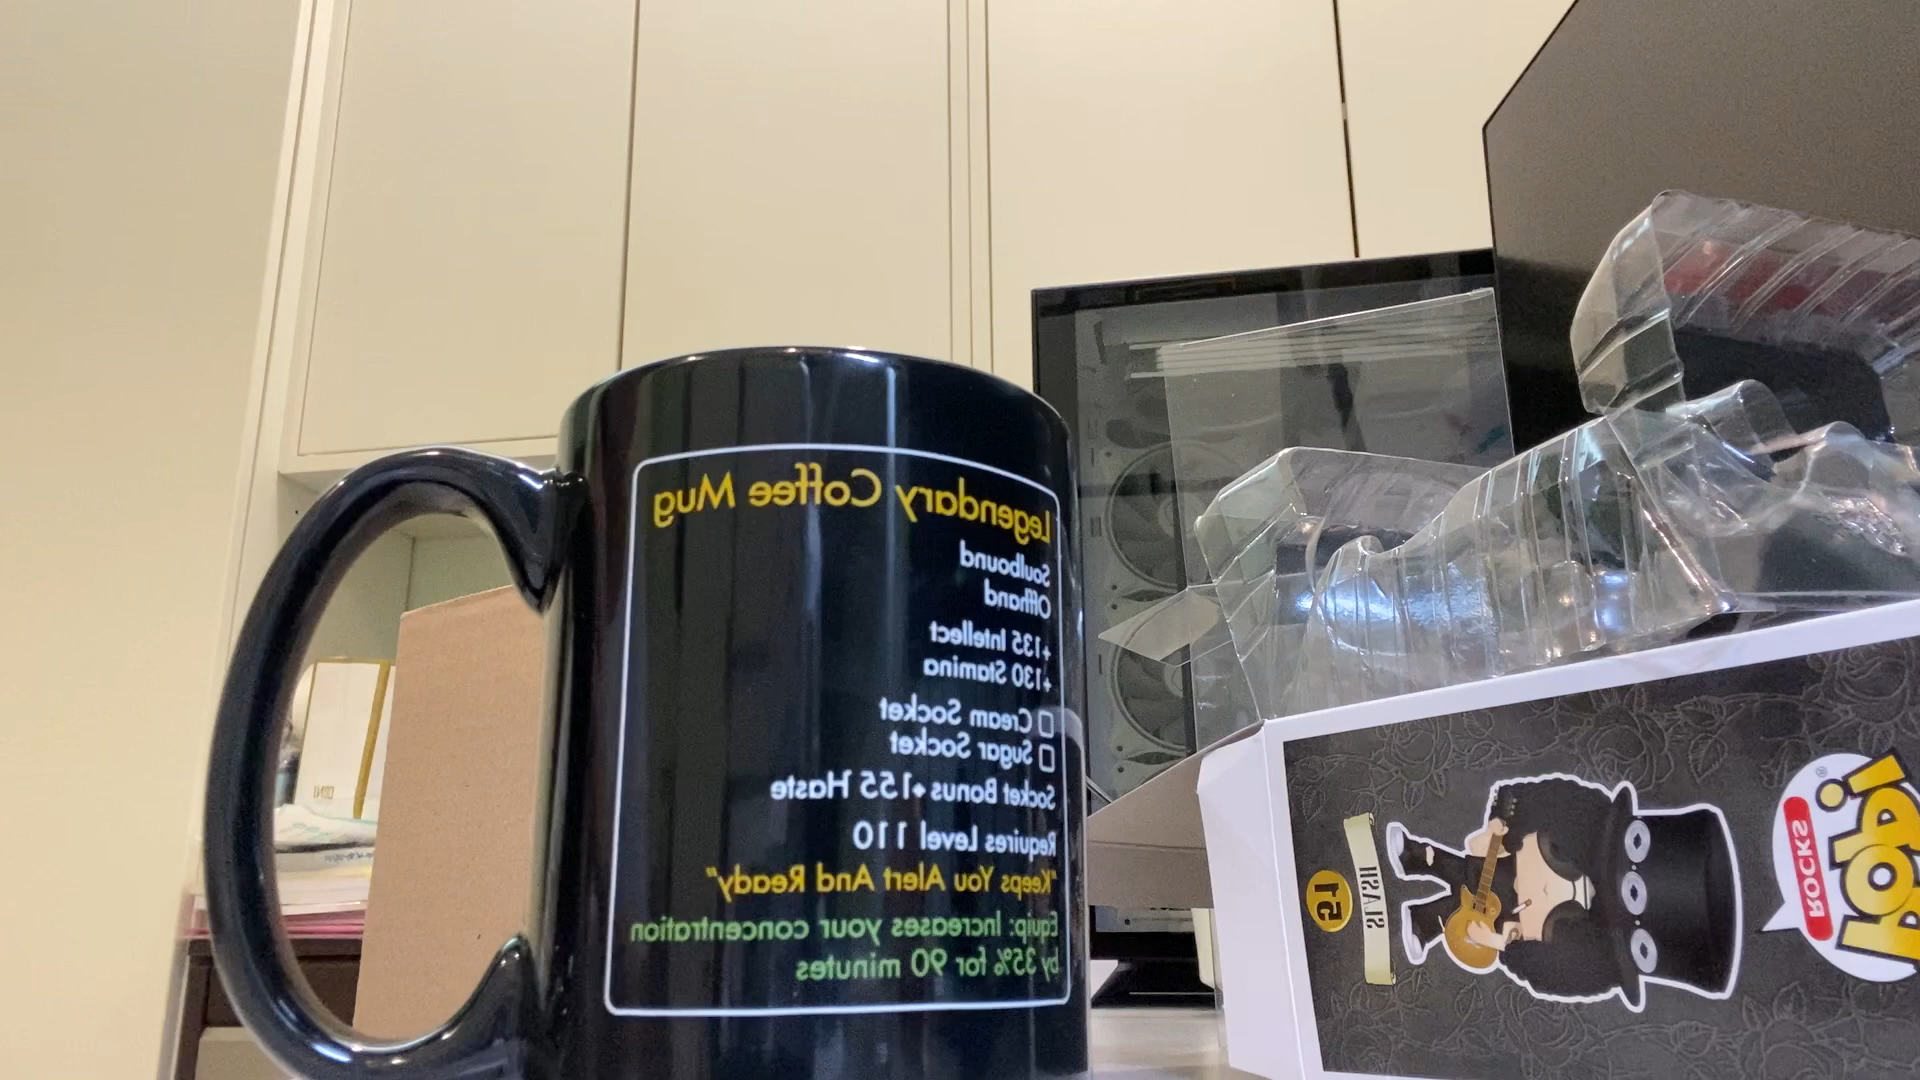 Legendary Coffee Mug
Soulbound
Offhand
+135 Intellect
+130 Stamina
Cream Socket
Sugar Socket
Socket Bonus +155 Haste
Requires Level 110
"Keeps You Alert And Ready"
Equip: Increases your concentration
by 35% for 90 minutes
Pop!
ROCKS
SLASH
51